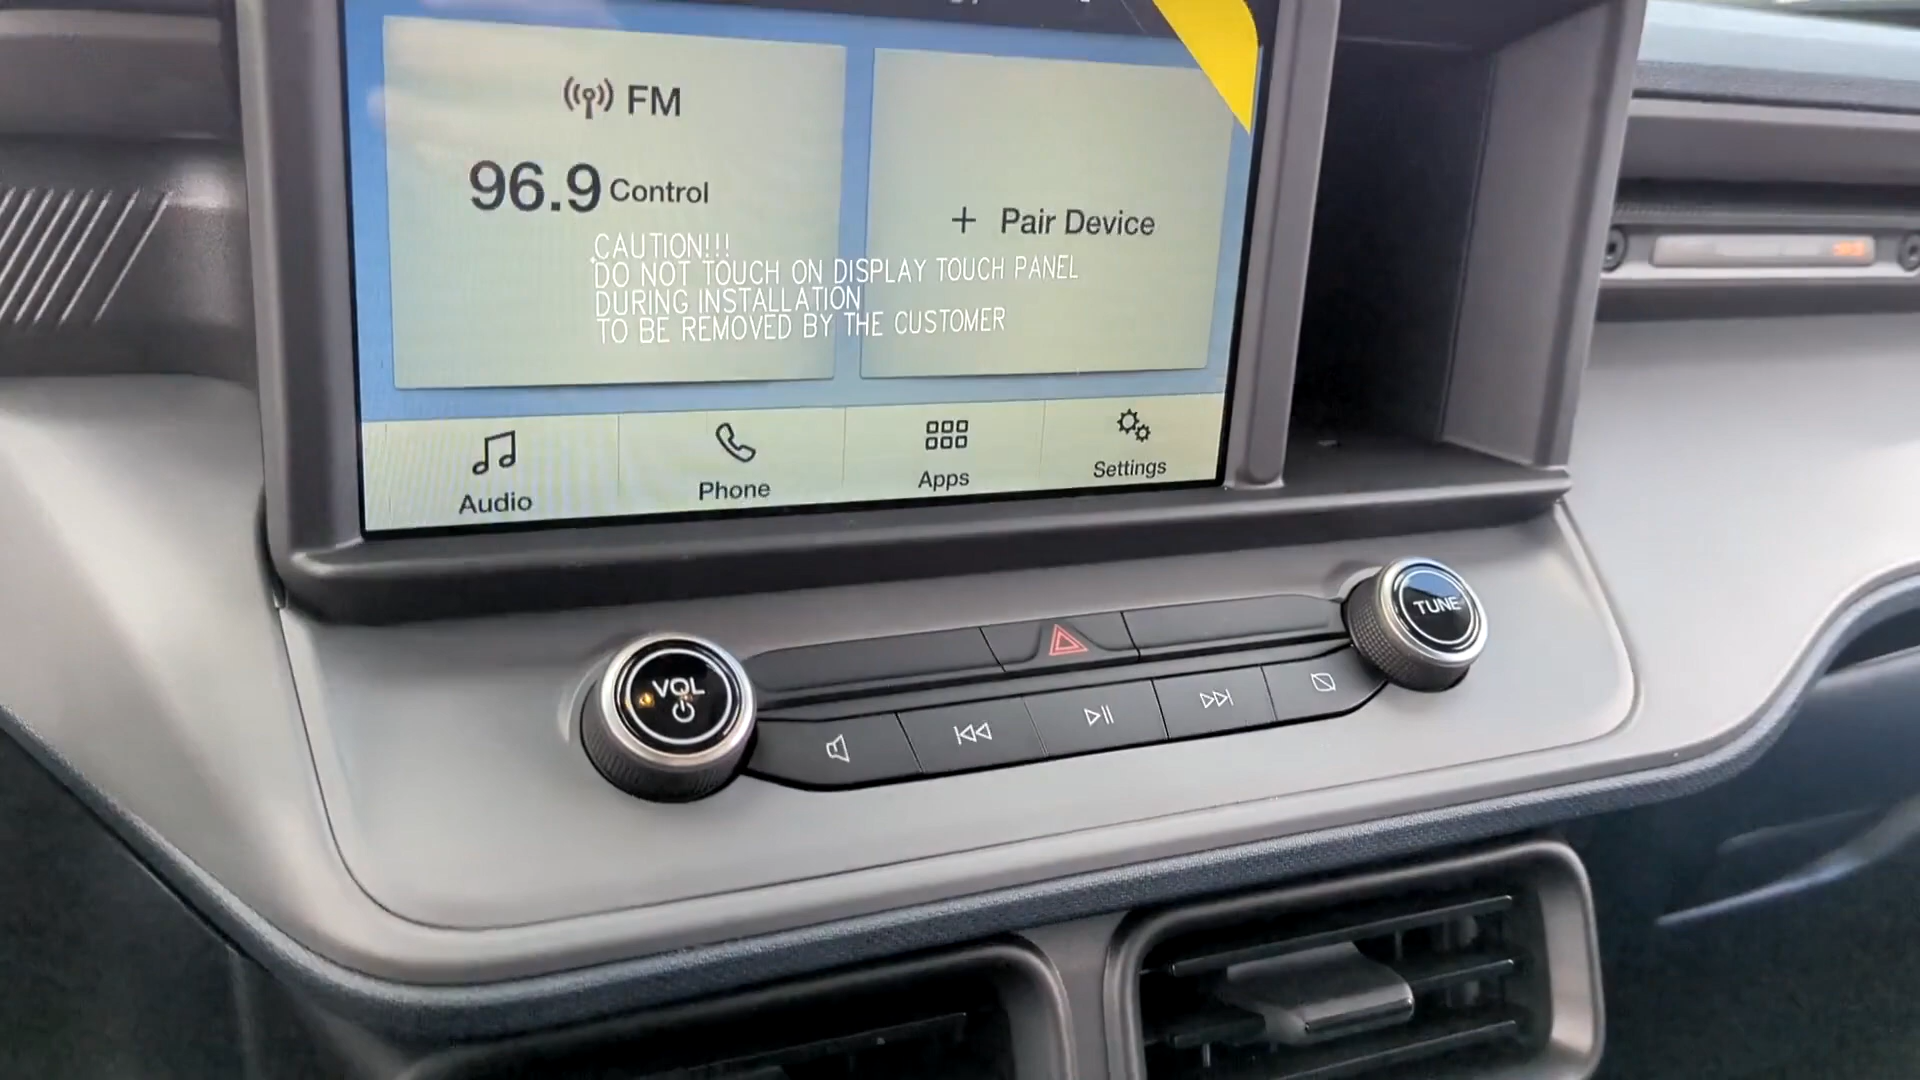 FM
96.9 Control
+ Pair Device
CAUTION!!!
DO NOT TOUCH ON DISPLAY TOUCH PANEL
DURING INSTALLATION
TO BE REMOVED BY THE CUSTOMER
Audio
Phone
Apps
Settings
VOL
TUNE